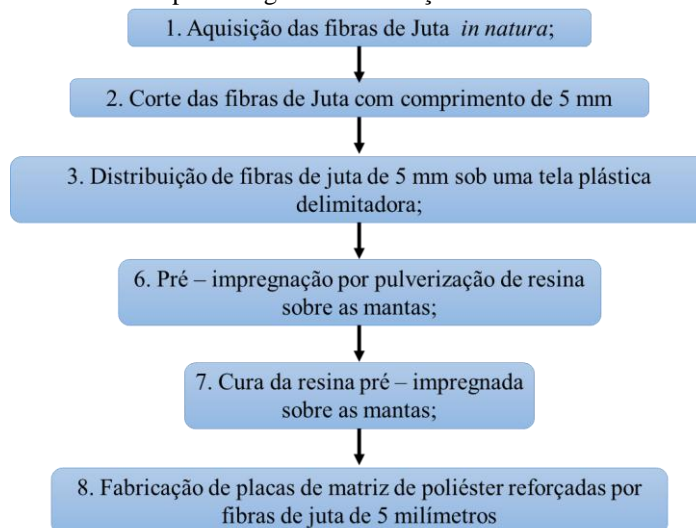 1. Aquisição das fibras de Juta in natura;
2. Corte das fibras de Juta com comprimento de 5 mm
3. Distribuição de fibras de juta de 5 mm sob uma tela plástica
delimitadora;
6. Pré – impregnação por pulverização de resina
sobre as mantas;
7. Cura da resina pré – impregnada
sobre as mantas;
8. Fabricação de placas de matriz de poliéster reforçadas por
fibras de juta de 5 milímetros